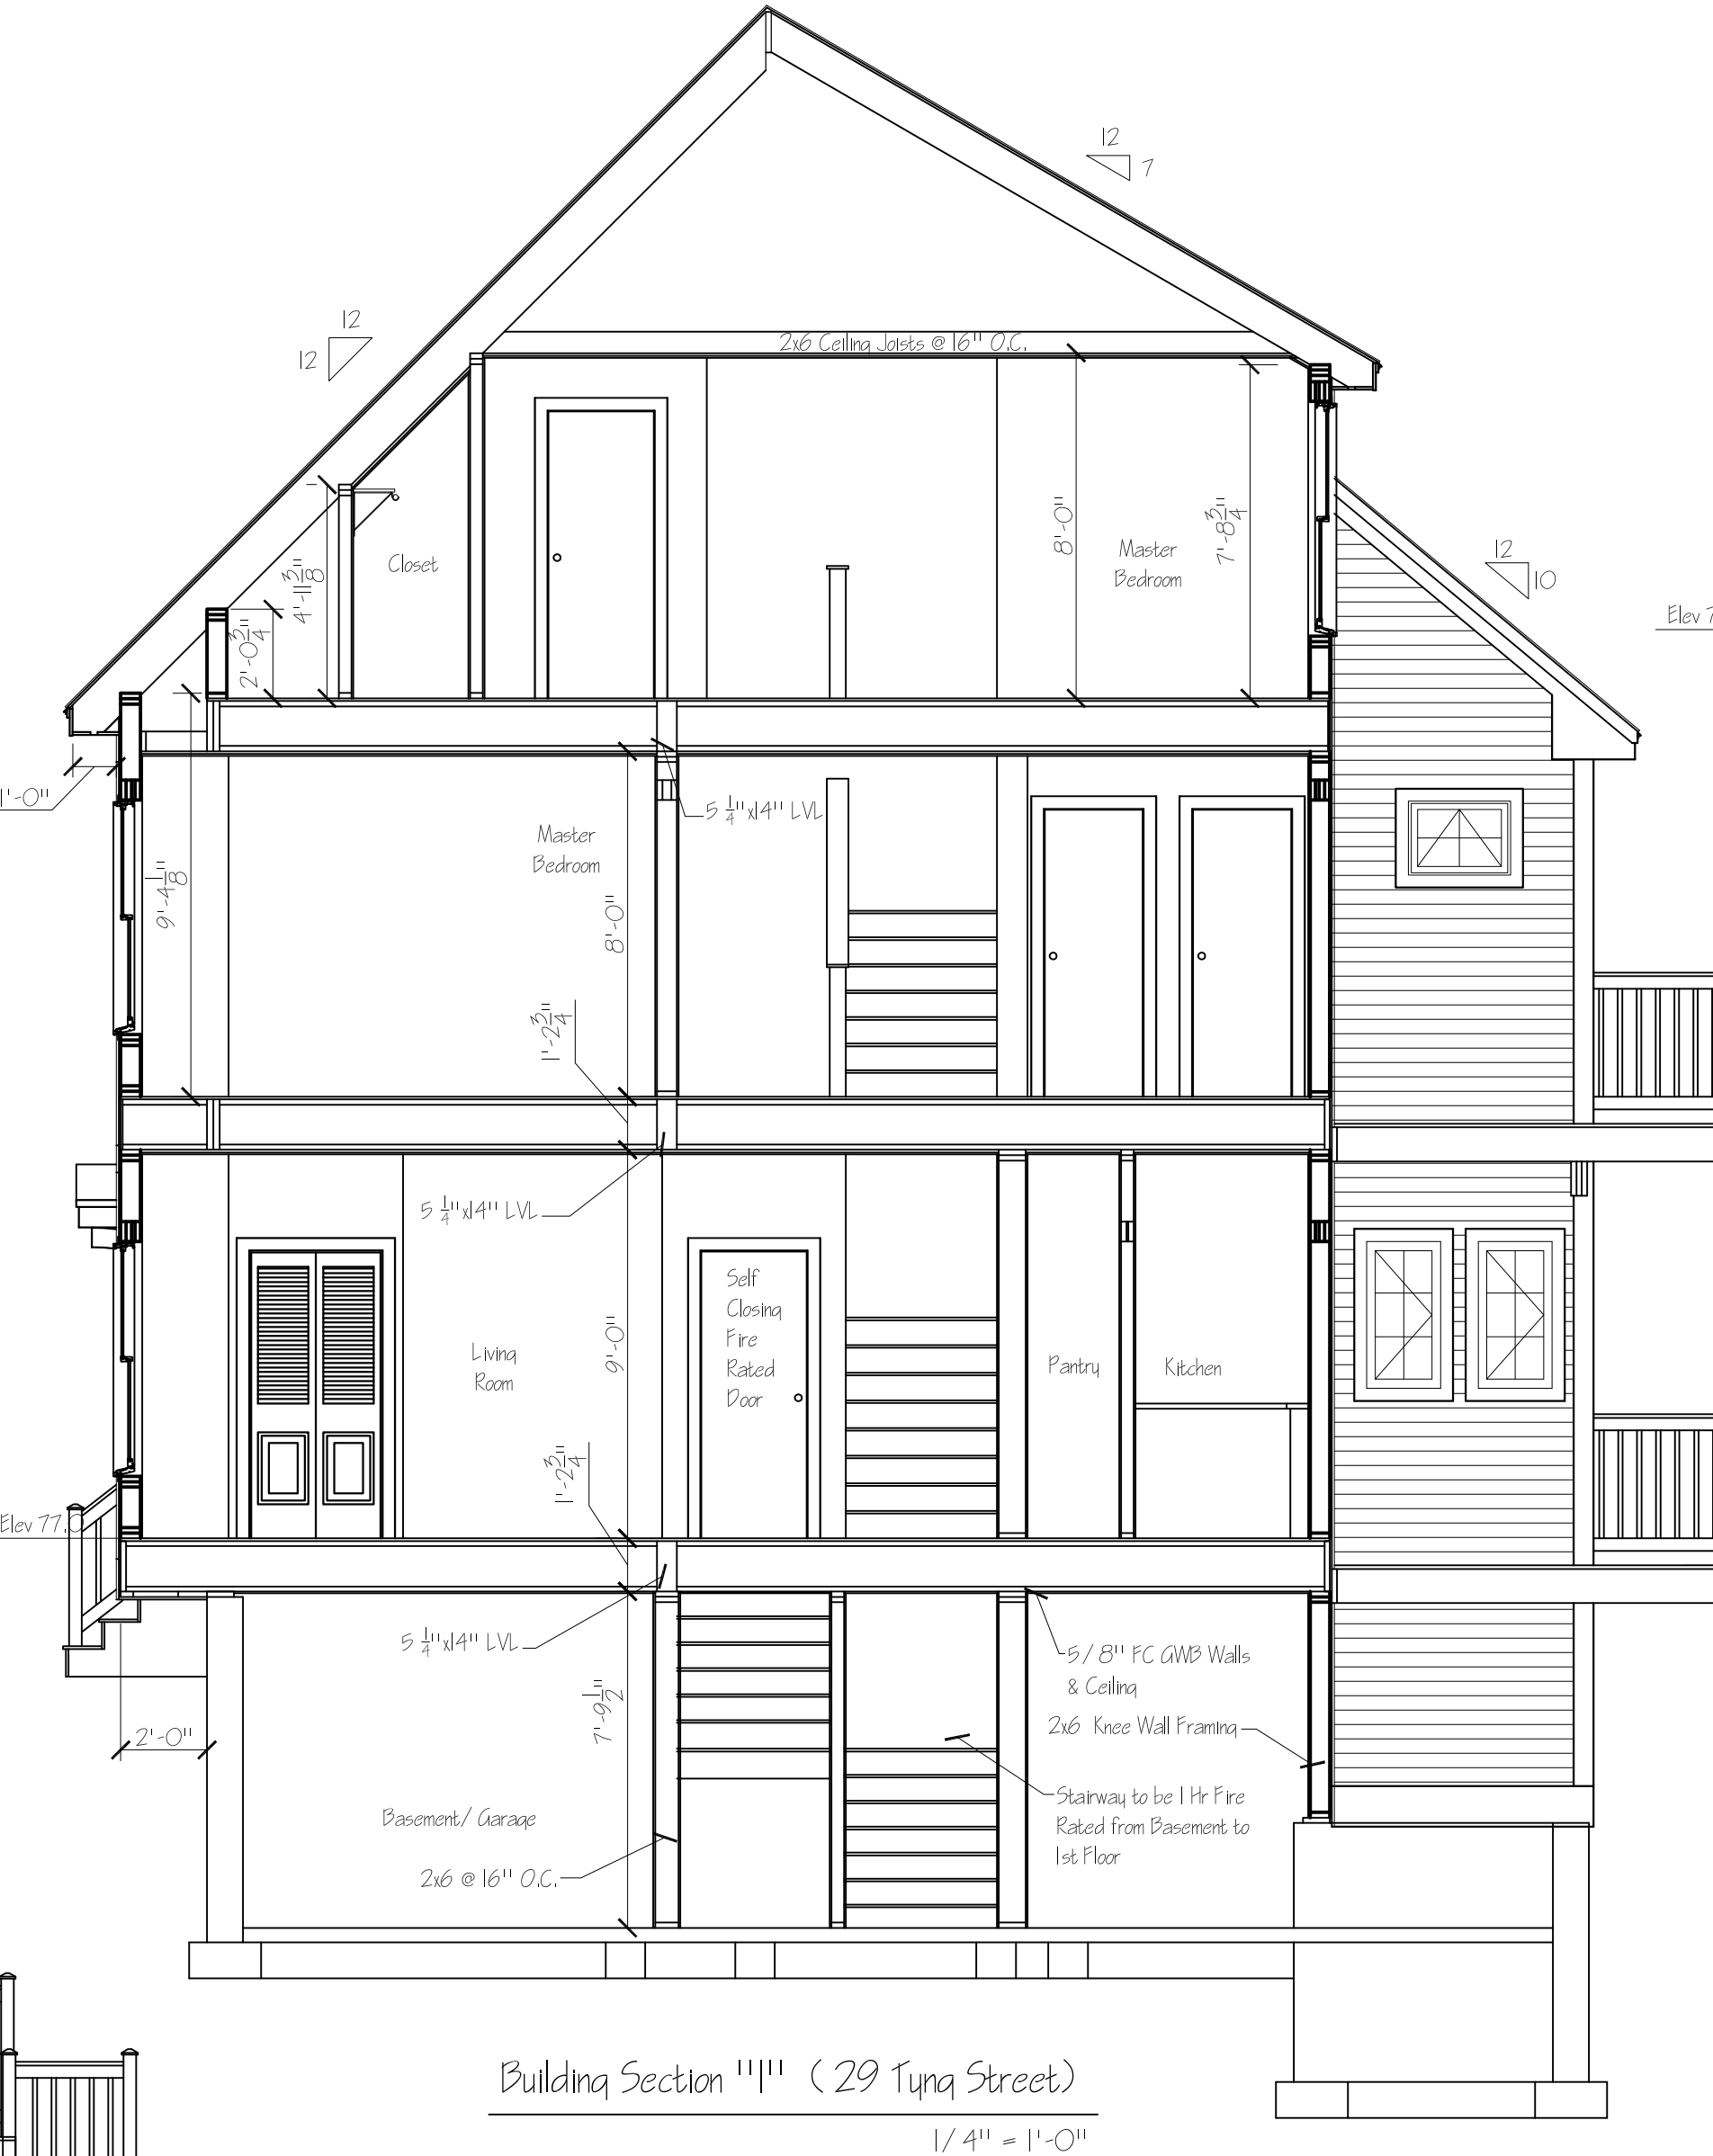 12
7
12
12
2x6 Ceiling Joists @ 16" O.C.
8'-0"
7'-8 3/4"
Master
Bedroom
Closet
4'-11 3/8"
2'-0 3/4"
12
10
Elev 7
1'-0"
5 1/4"x14" LVL
Master
Bedroom
9'-4 1/8"
8'-0"
1'-2 3/4"
5 1/4"x14" LVL
Self
Closing
Fire
Rated
Door
Living
Room
9'-0"
Pantry
Kitchen
1'-2 3/4"
Elev 77.0
5 1/4"x14" LVL
5/8" FC GWB Walls
& Ceiling
2x6 Knee Wall Framing
7'-9 1/2"
2'-0"
Stairway to be 1 Hr Fire
Rated from Basement to
1st Floor
Basement/ Garage
2x6 @ 16" O.C.
Building Section "1" ( 29 Tyng Street)
1/4" = 1'-0"